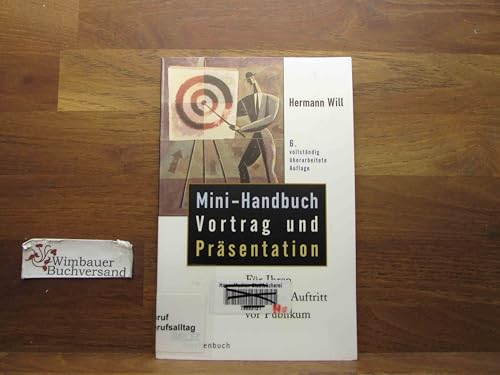 Hermann Will
6.
vollständig
überarbeitete
Auflage
Mini-Handbuch
Vortrag und
Präsentation
Für Ihren
Auftritt
vor Publikum
Wimbauer
Buchversand
ruf
rufsalltag
enbuch